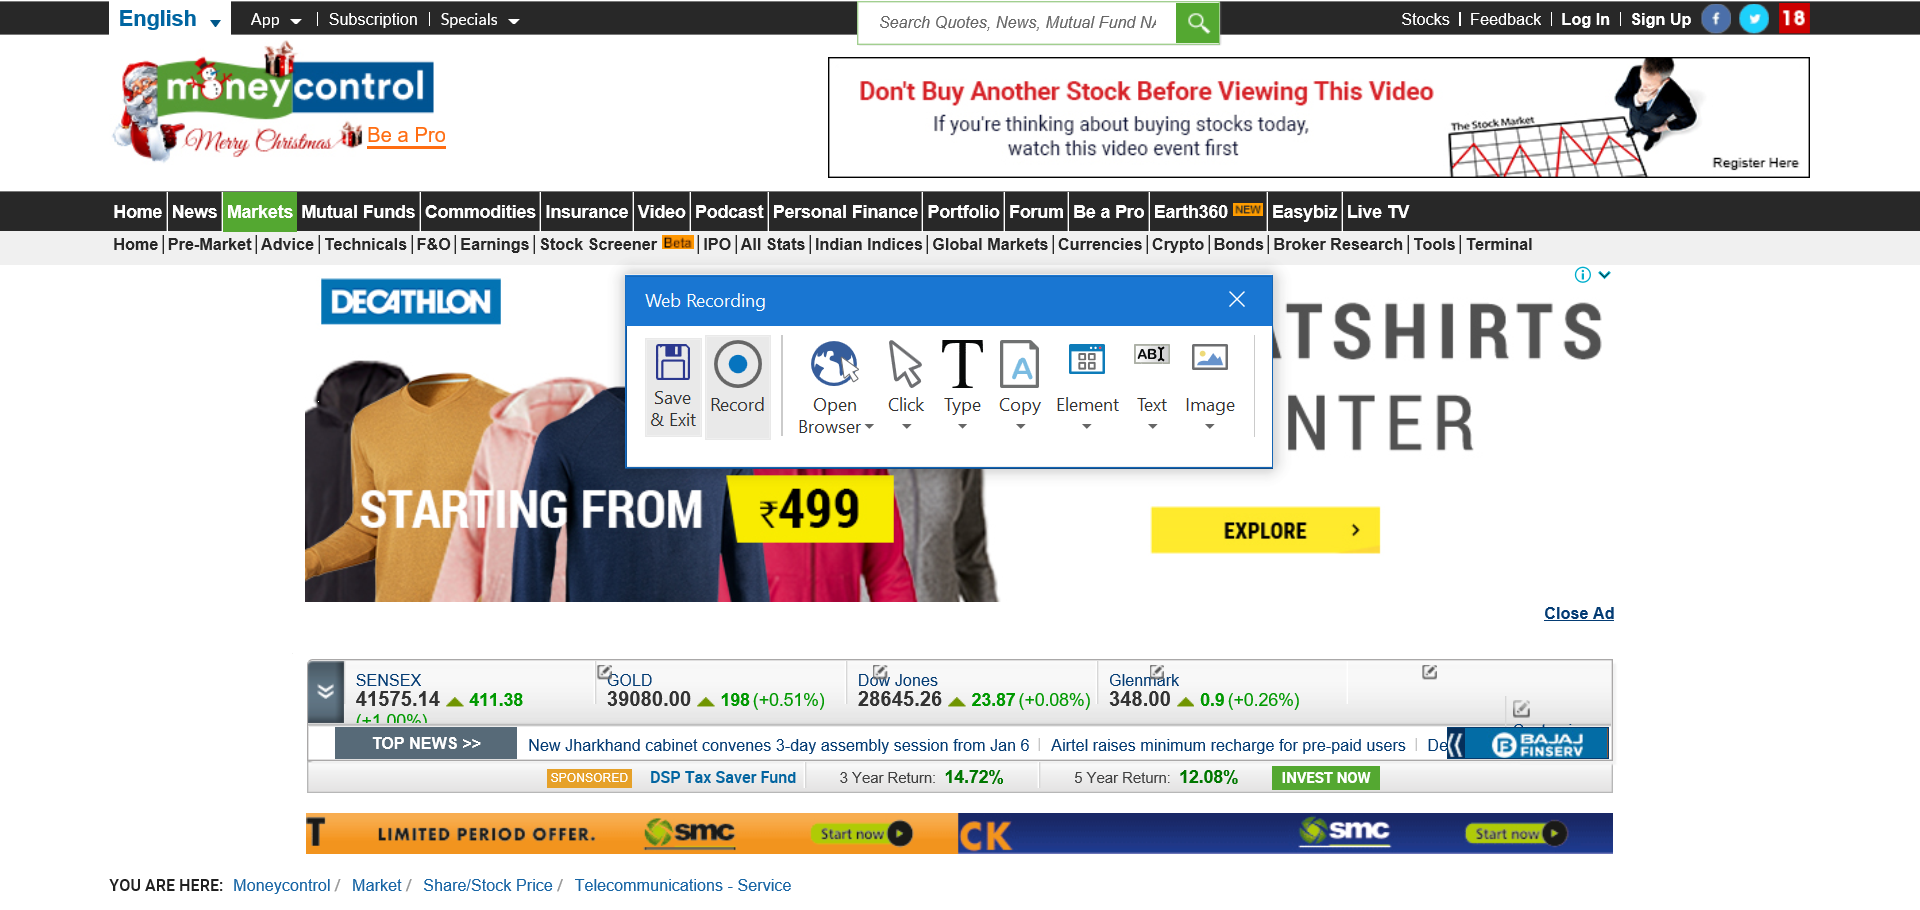 English App Subscription Specials Search Quotes, News, Mutual Fund NA Stocks Feedback Log In Sign Up 18
moneycontrol
Merry Christmas Be a Pro
Don't Buy Another Stock Before Viewing This Video
If you're thinking about buying stocks today,
watch this video event first
The Stock Market
Register Here
Home News Markets Mutual Funds Commodities Insurance Video Podcast Personal Finance Portfolio Forum Be a Pro Earth360 NEW Easybiz Live TV
Home Pre-Market Advice Technicals F&O Earnings Stock Screener Beta IPO All Stats Indian Indices Global Markets Currencies Crypto Bonds Broker Research Tools Terminal
DECATHLON
Web Recording
Save & Exit
Record
Open Browser
Click
Type
Copy
Element
ABI
Text
Image
TSHIRTS
NTER
STARTING FROM ₹499
EXPLORE
Close Ad
SENSEX
41575.14 411.38
(+1.00%)
GOLD
39080.00 198 (+0.51%)
Dow Jones
28645.26 23.87 (+0.08%)
Glenmark
348.00 0.9 (+0.26%)
TOP NEWS >> New Jharkhand cabinet convenes 3-day assembly session from Jan 6 Airtel raises minimum recharge for pre-paid users De
BAJAJ
FINSERV
SPONSORED DSP Tax Saver Fund 3 Year Return: 14.72% 5 Year Return: 12.08% INVEST NOW
T LIMITED PERIOD OFFER. smc Start now CK smc Start now
YOU ARE HERE: Moneycontrol / Market / Share/Stock Price / Telecommunications - Service